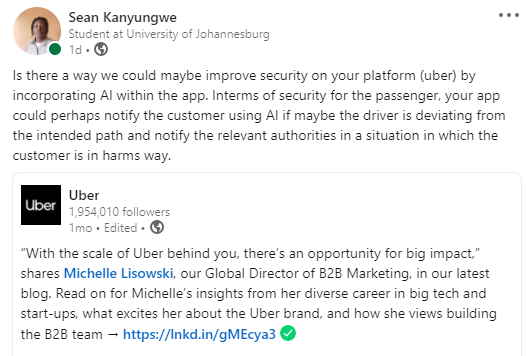 Sean Kanyungwe
Student at University of Johannesburg
1d •
Is there a way we could maybe improve security on your platform (uber) by
incorporating AI within the app. Interms of security for the passenger, your app
could perhaps notify the customer using AI if maybe the driver is deviating from
the intended path and notify the relevant authorities in a situation in which the
customer is in harms way.
Uber
Uber
1,954,010 followers
1mo • Edited •
“With the scale of Uber behind you, there’s an opportunity for big impact,”
shares Michelle Lisowski, our Global Director of B2B Marketing, in our latest
blog. Read on for Michelle’s insights from her diverse career in big tech and
start-ups, what excites her about the Uber brand, and how she views building
the B2B team → https://lnkd.in/gMEcya3